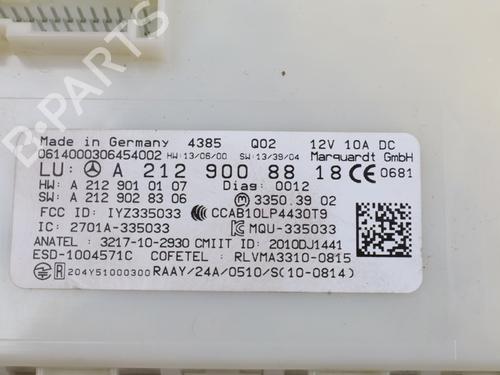 Made in Germany 4385 Q02 12V 10A DC
0614000306454002 HW:13/06/00 SW:13/39/04 Marquardt GmbH
LU: A 212 900 88 18 CE 0681
HW: A 212 901 01 07 Diag: 0012
SW: A 212 902 83 06 3350.39 02
FCC ID: IYZ335033 CCAB10LP4430T9
IC: 2701A-335033 MQU-335033
ANATEL: 3217-10-2930 CMIIT ID: 2010DJ1441
ESD-1004571C COFETEL: RLVMA3310-0815
R 204Y51000300 RAAY/24A/0510/S(10-0814)
B-PARTS